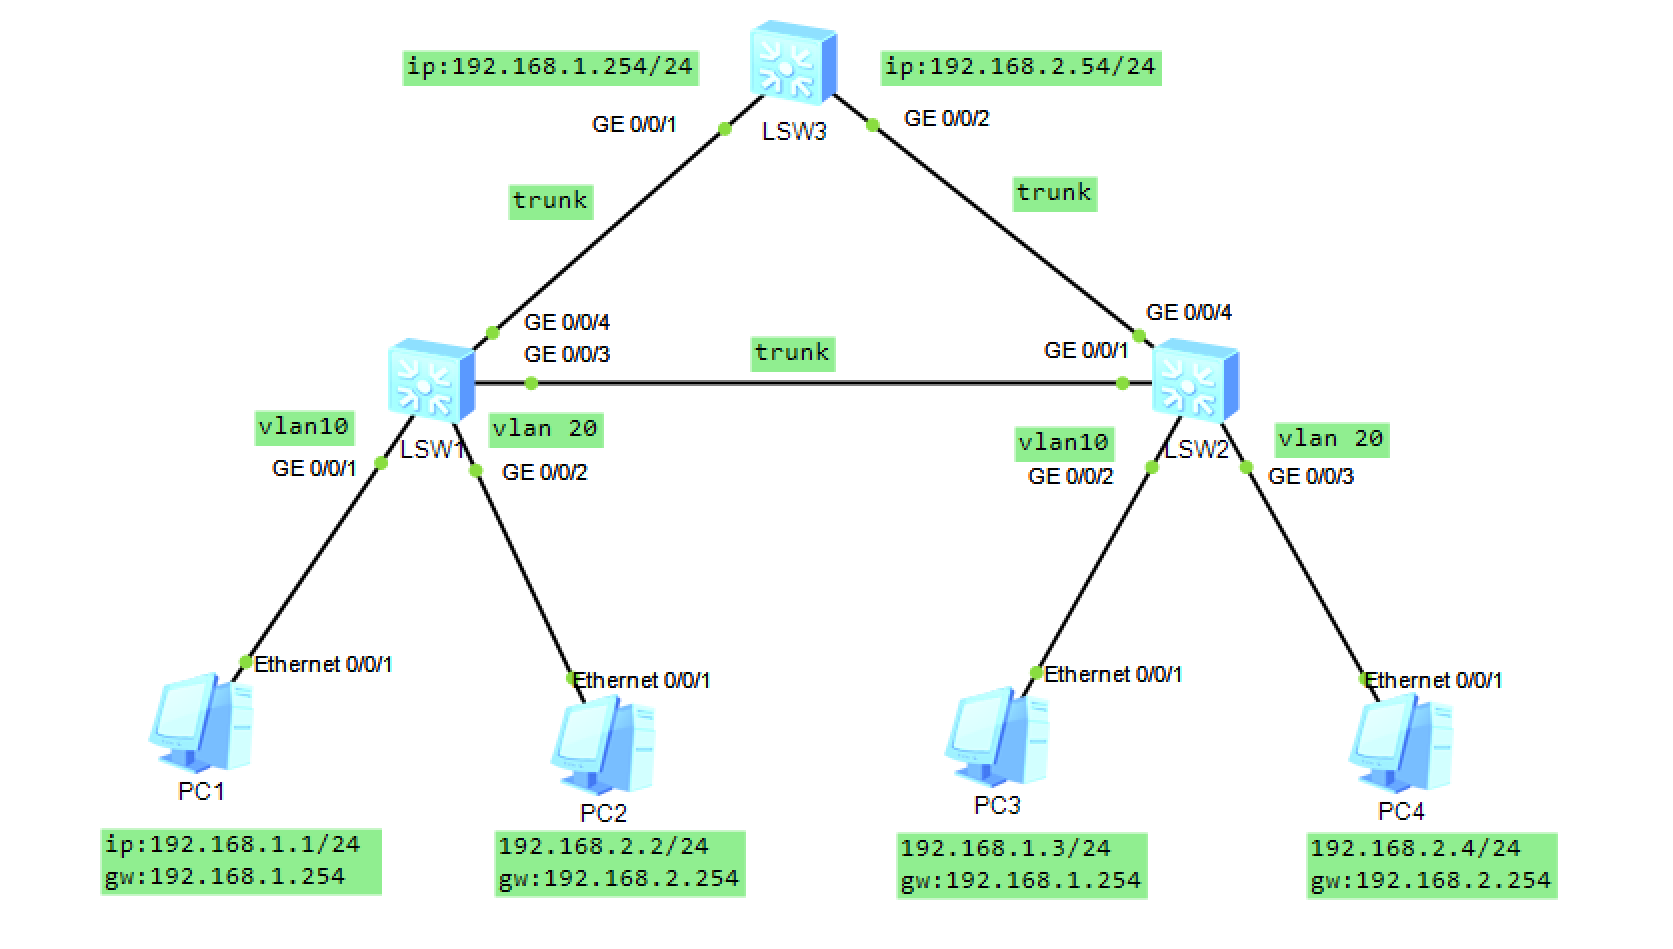 ip:192.168.1.254/24
ip:192.168.2.54/24
GE 0/0/1
GE 0/0/2
LSW3
trunk
trunk
GE 0/0/4
GE 0/0/4
GE 0/0/3
trunk
GE 0/0/1
vlan10
vlan 20
LSW1
vlan10
LSW2
vlan 20
GE 0/0/1
GE 0/0/2
GE 0/0/2
GE 0/0/3
Ethernet 0/0/1
Ethernet 0/0/1
Ethernet 0/0/1
Ethernet 0/0/1
PC1
PC2
PC3
PC4
ip:192.168.1.1/24
gw:192.168.1.254
192.168.2.2/24
gw:192.168.2.254
192.168.1.3/24
gw:192.168.1.254
192.168.2.4/24
gw:192.168.2.254